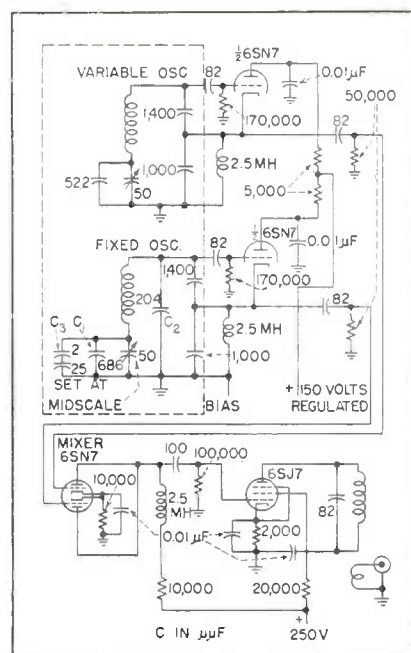 VARIABLE OSC
82
½6SN7
0.01µF
50,000
1,400
170,000
82
1,000
522
50
2.5 MH
5,000
FIXED OSC.
82
6SN7
0.01µF
1400
204
170,000
C₂
82
C₃ C₁
2
686
50
2.5 MH
25
1,000
SET AT
MIDSCALE
BIAS
+ 150 VOLTS
REGULATED
MIXER
6SN7
100
100,000
6SJ7
10,000
2.5
MH
82
0.01µF
2,000
10,000
20,000
+
250V
C IN µµF